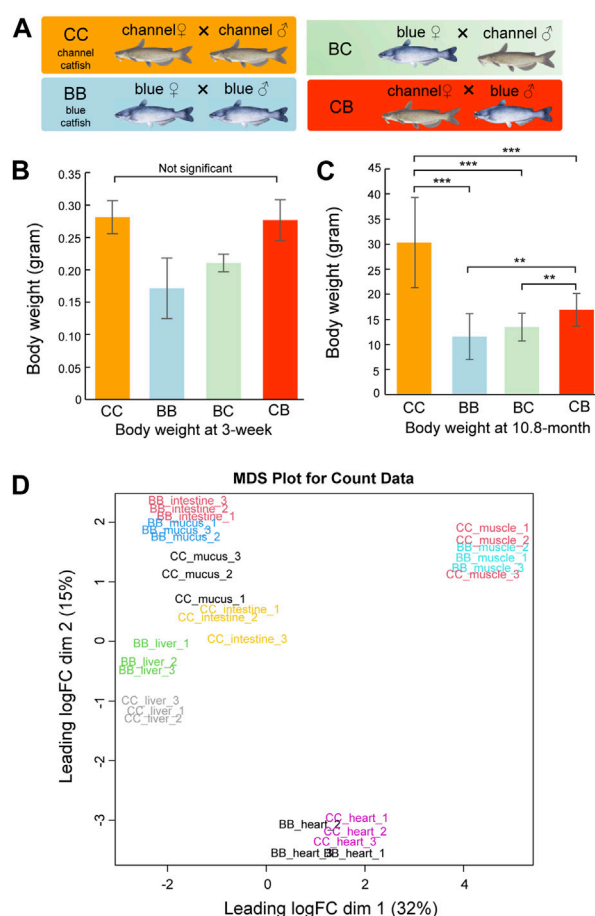 A
CC
channel
catfish
channel♀ × channel ♂
BC
blue ♀ × channel ♂
BB
blue
catfish
blue ♀ × blue ♂
CB
channel♀ × blue ♂
B
Not significant
Body weight (gram)
0.35
0.30
0.25
0.20
0.15
0.10
0.05
0
CC BB BC CB
Body weight at 3-week
C
***
***
***
**
**
Body weight (gram)
45
40
35
30
25
20
15
10
5
0
CC BB BC CB
Body weight at 10.8-month
D
MDS Plot for Count Data
Leading logFC dim 2 (15%)
2
1
0
-1
-3
BB_intestine_3
BB_intestine_2
BB_intestine_1
BB_mucus_1
BB_mucus_3
BB_mucus_2
CC_mucus_3
CC_mucus_2
CC_mucus_1
CC_intestine_1
CC_intestine_2
CC_intestine_3
BB_liver_1
BB_liver_2
BB_liver_3
CC_liver_3
CC_liver_1
CC_liver_2
CC_muscle_1
CC_muscle_2
BB_muscle_2
BB_muscle_1
BB_muscle_3
CC_muscle_3
CC_heart_1
BB_heart_2
CC_heart_2
CC_heart_3
BB_heart_3
BB_heart_1
-2 0 2 4
Leading logFC dim 1 (32%)